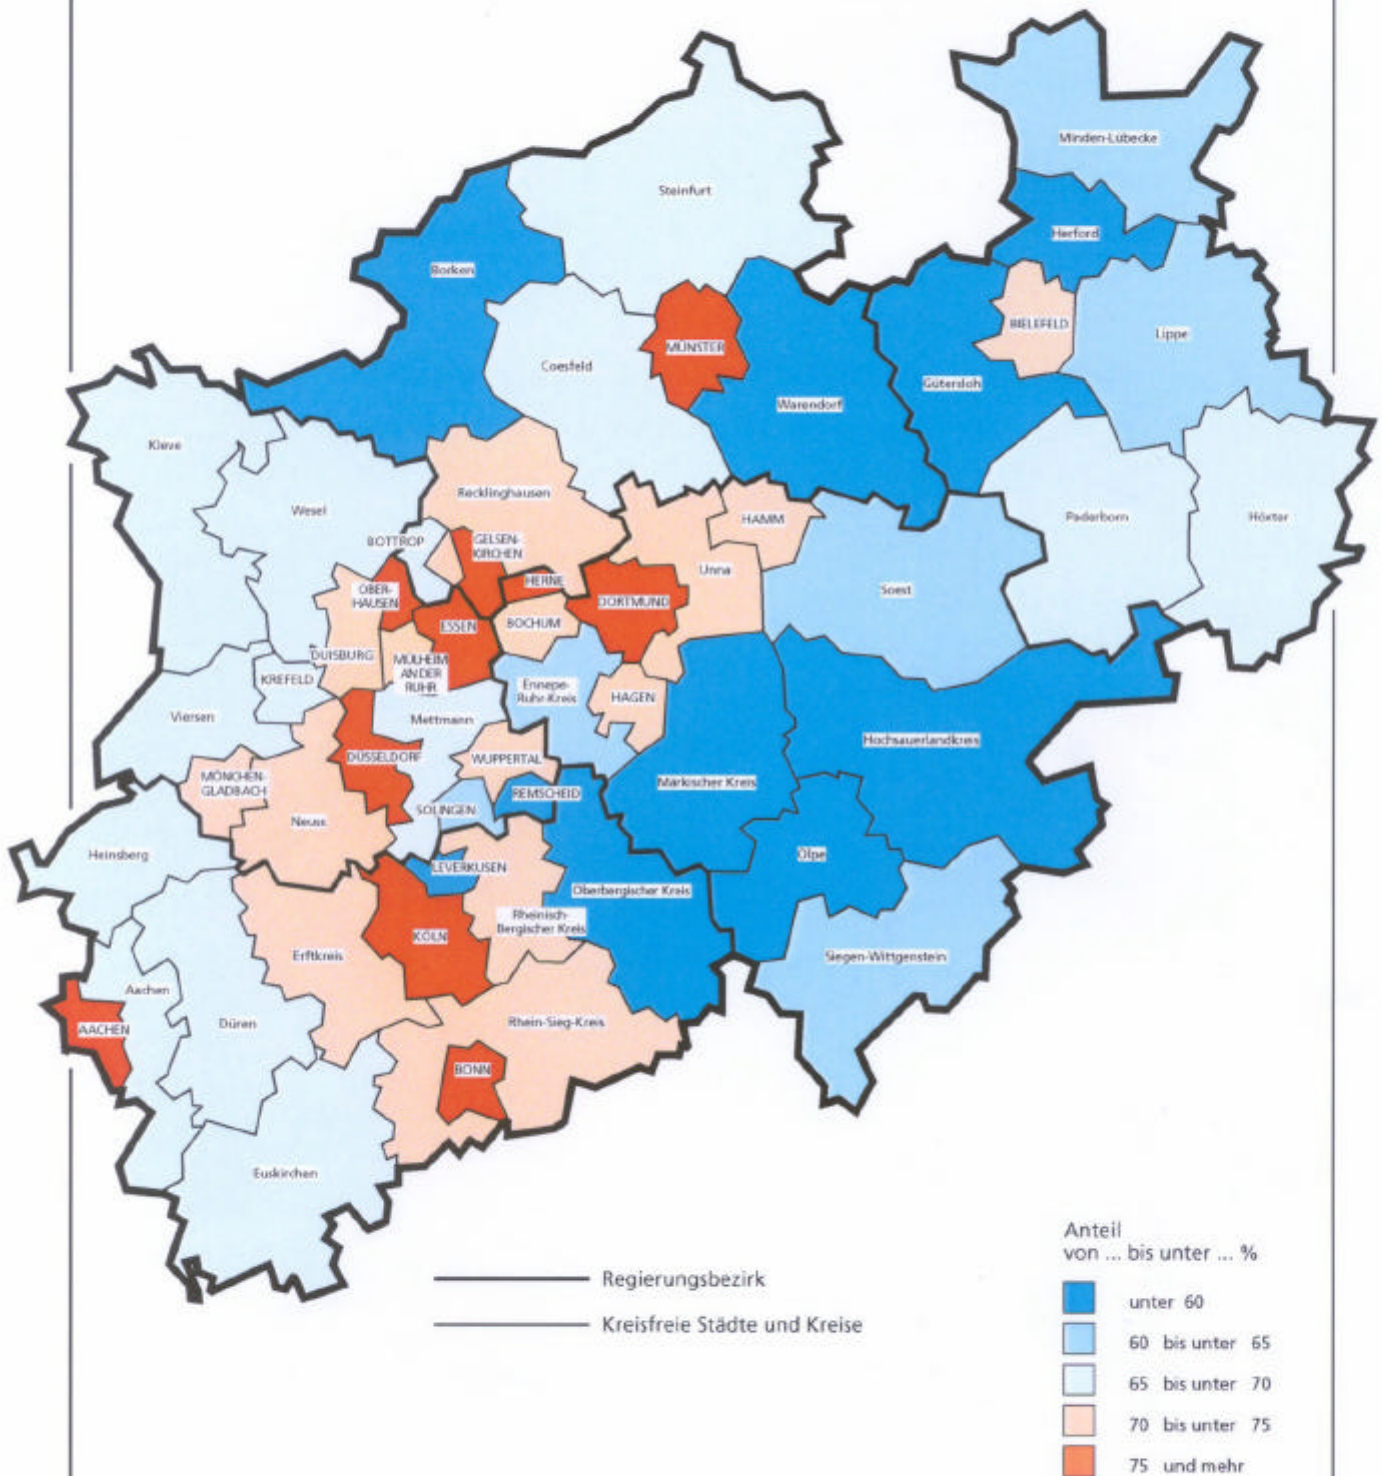 Minden-Lübecke
Steinfurt
Herford
Borken
BIELEFELD
Lippe
MÜNSTER
Coesfeld
Gütersloh
Warendorf
Kleve
Recklinghausen
Wesel
Paderborn
Höxter
HAMM
BOTTROP
GELSEN-
KIRCHEN
Unna
HERNE
Soest
OBER-
HAUSEN
DORTMUND
ESSEN
BOCHUM
DUISBURG
MÜLHEIM
AN DER
RUHR
KREFELD
Ennepe-
Ruhr-Kreis
HAGEN
Viersen
Mettmann
Hochsauerlandkreis
DÜSSELDORF
WUPPERTAL
MÖNCHEN-
GLADBACH
Märkischer Kreis
REMSCHEID
SOLINGEN
Neuss
Heinsberg
Olpe
LEVERKUSEN
Oberbergischer Kreis
Rheinisch-
Bergischer Kreis
KÖLN
Erftkreis
Siegen-Wittgenstein
Aachen
Düren
Rhein-Sieg-Kreis
AACHEN
BONN
Euskirchen
Anteil
von ... bis unter ... %
Regierungsbezirk
unter 60
Kreisfreie Städte und Kreise
60 bis unter 65
65 bis unter 70
70 bis unter 75
75 und mehr